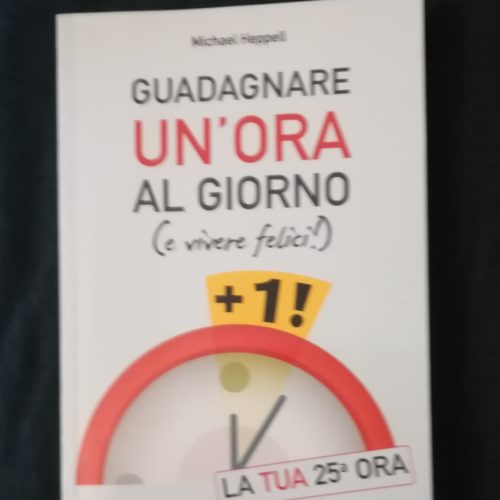 Michael Heppell
GUADAGNARE
UN'ORA
AL GIORNO
(e vivere felici!)
+1!
LA TUA 25ª ORA